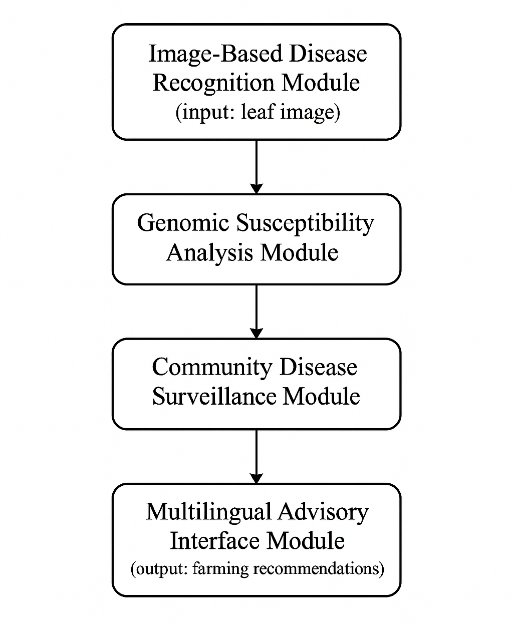 Image-Based Disease
Recognition Module
(input: leaf image)
Genomic Susceptibility
Analysis Module
Community Disease
Surveillance Module
Multilingual Advisory
Interface Module
(output: farming recommendations)